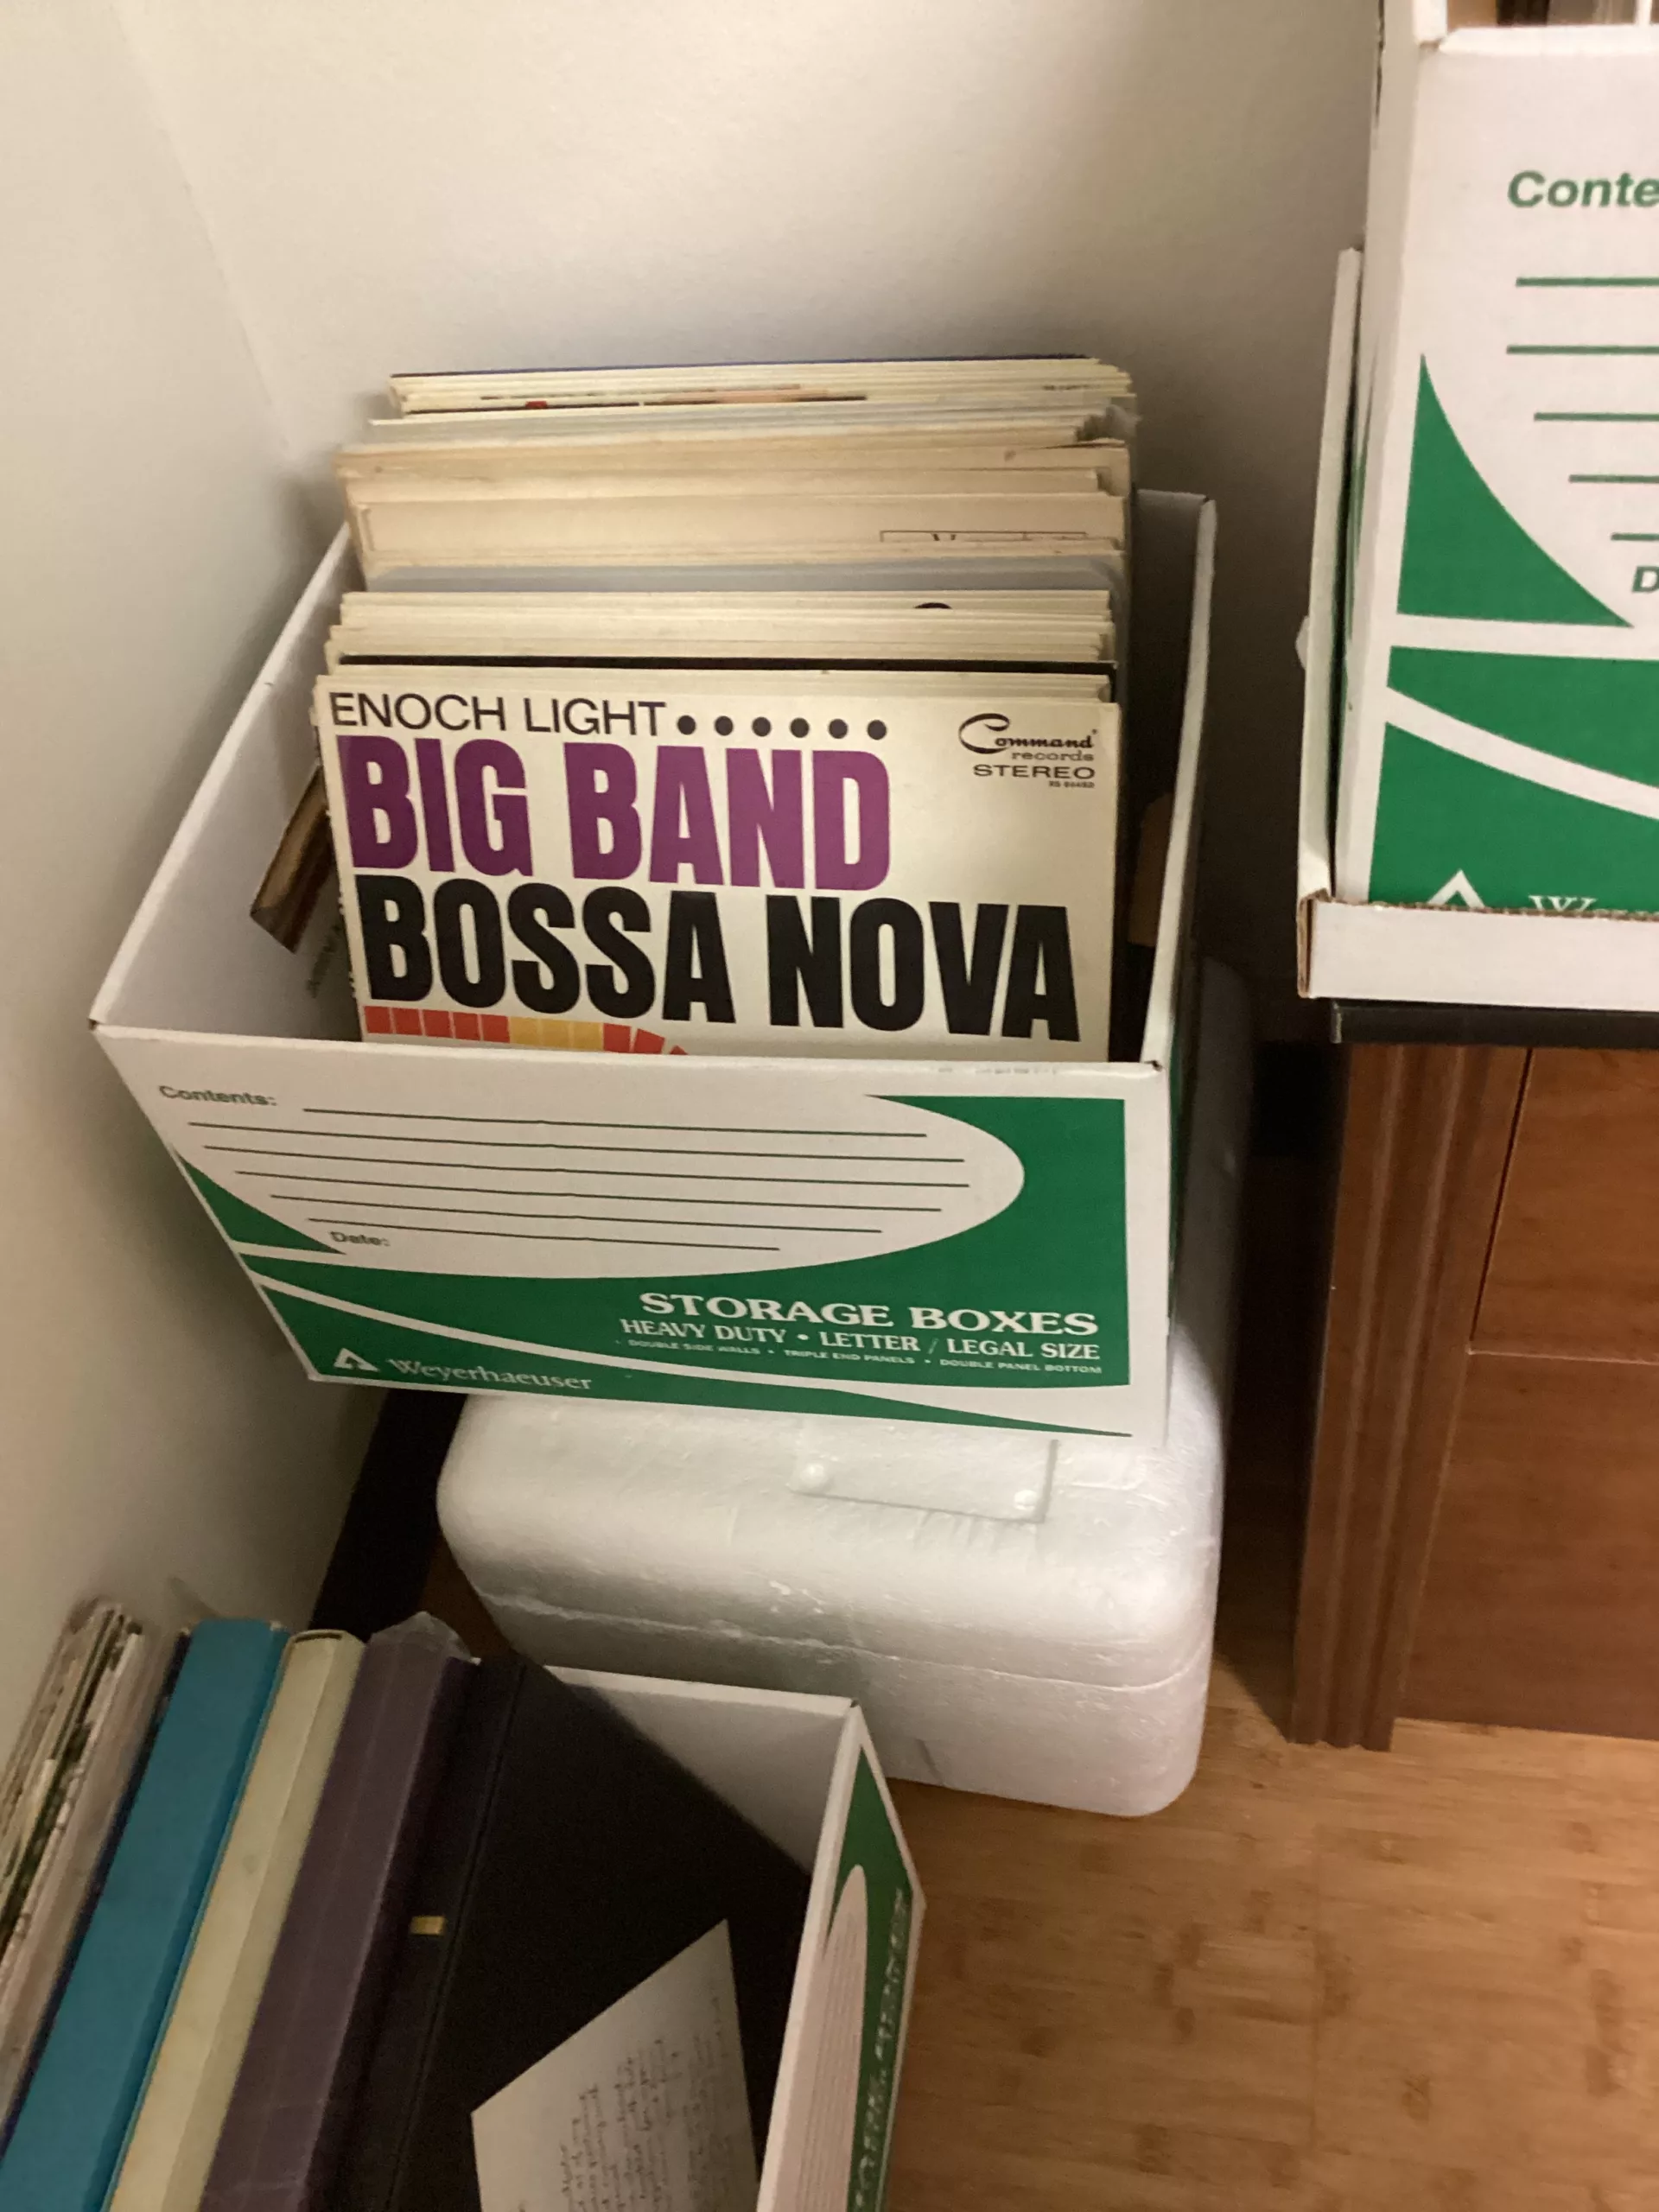 ENOCH LIGHT••••••
BIG BAND
BOSSA NOVA
Command
records
STEREO
Contents:
Date:
STORAGE BOXES
HEAVY DUTY • LETTER / LEGAL SIZE
DOUBLE SIDE WALLS • TRIPLE END PANELS • DOUBLE PANEL BOTTOM
Weyerhaeuser
Conte
D